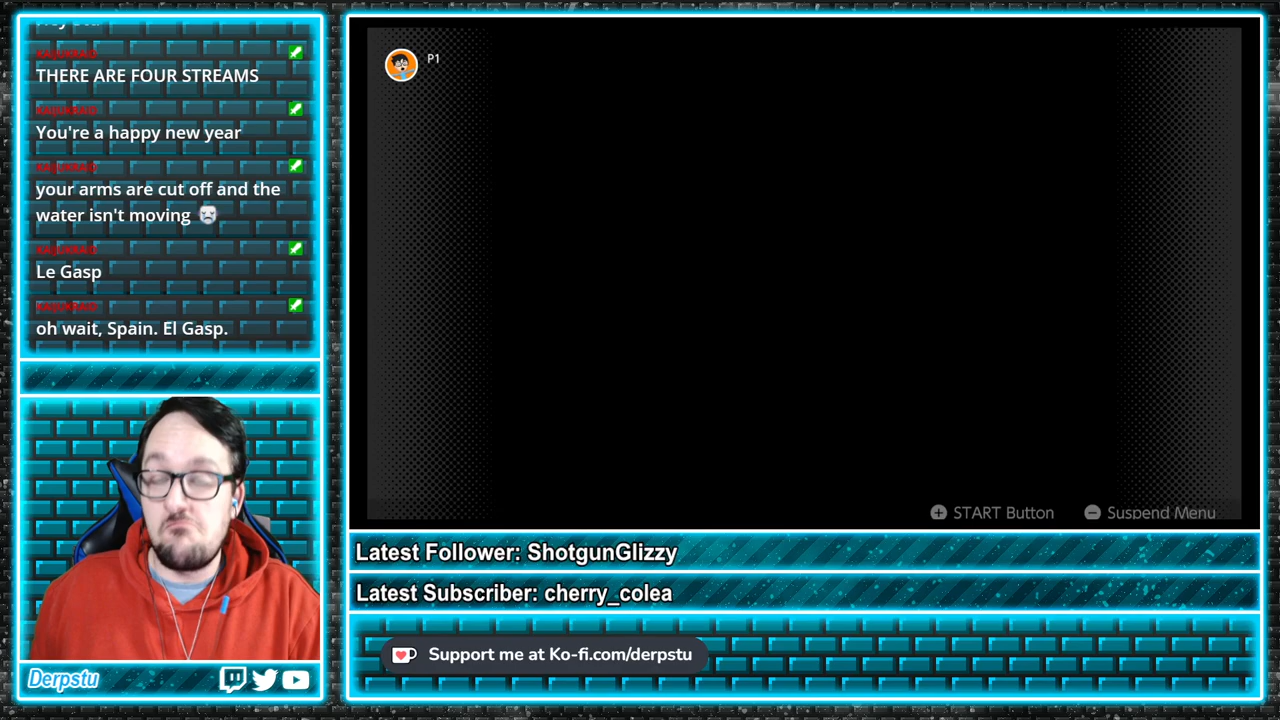 THERE ARE FOUR STREAMS
You're a happy new year
your arms are cut off and the
water isn't moving
Le Gasp
oh wait, Spain. El Gasp.
P1
START Button
Suspend Menu
Latest Follower: ShotgunGlizzy
Latest Subscriber: cherry_colea
Support me at Ko-fi.com/derpstu
Derpstu